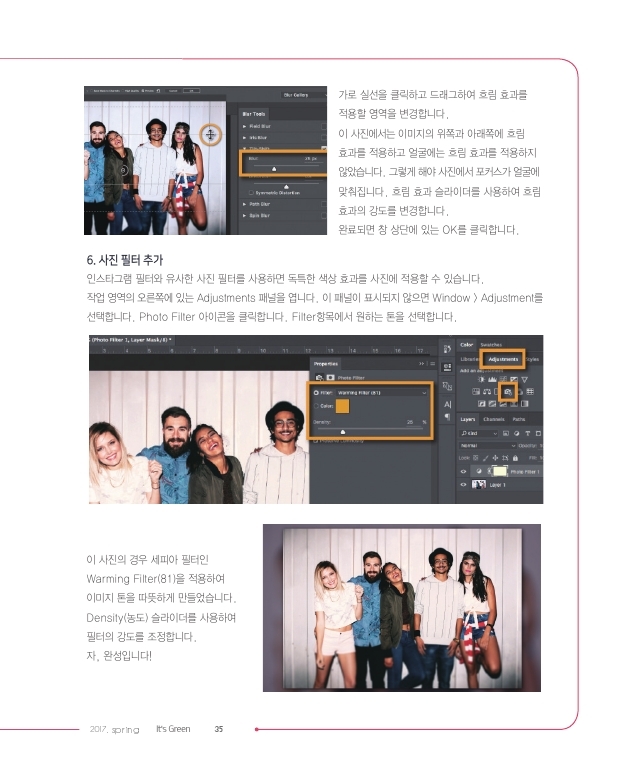 가로 실선을 클릭하고 드래그하여 흐림 효과를
적용할 영역을 변경합니다.
이 사진에서는 이미지의 위쪽과 아래쪽에 흐림
효과를 적용하고 얼굴에는 흐림 효과를 적용하지
않았습니다. 그렇게 해야 사진에서 포커스가 얼굴에
맞춰집니다. 흐림 효과 슬라이더를 사용하여 흐림
효과의 강도를 변경합니다.
완료되면 창 상단에 있는 OK를 클릭합니다.
Blur Gallery
Blur Tools
Field Blur
Iris Blur
Blur: 25 px
Symmetric Distortion
Path Blur
Spin Blur
6. 사진 필터 추가
인스타그램 필터와 유사한 사진 필터를 사용하면 독특한 색상 효과를 사진에 적용할 수 있습니다.
작업 영역의 오른쪽에 있는 Adjustments 패널을 엽니다. 이 패널이 표시되지 않으면 Window > Adjustment를
선택합니다. Photo Filter 아이콘을 클릭합니다. Filter항목에서 원하는 톤을 선택합니다.
(Photo Filter 1, Layer Mask/8) *
Properties
Photo Filter
Filter: Warming Filter (81)
Color:
Density: 25 %
Color Swatches
Libraries Adjustments Styles
Add an adjustment
Layers Channels Paths
Kind
Normal Opacity:
Lock:
Photo Filter 1
Layer 1
이 사진의 경우 세피아 필터인
Warming Filter(81)을 적용하여
이미지 톤을 따뜻하게 만들었습니다.
Density(농도) 슬라이더를 사용하여
필터의 강도를 조정합니다.
자, 완성입니다!
2017. spring It's Green 35